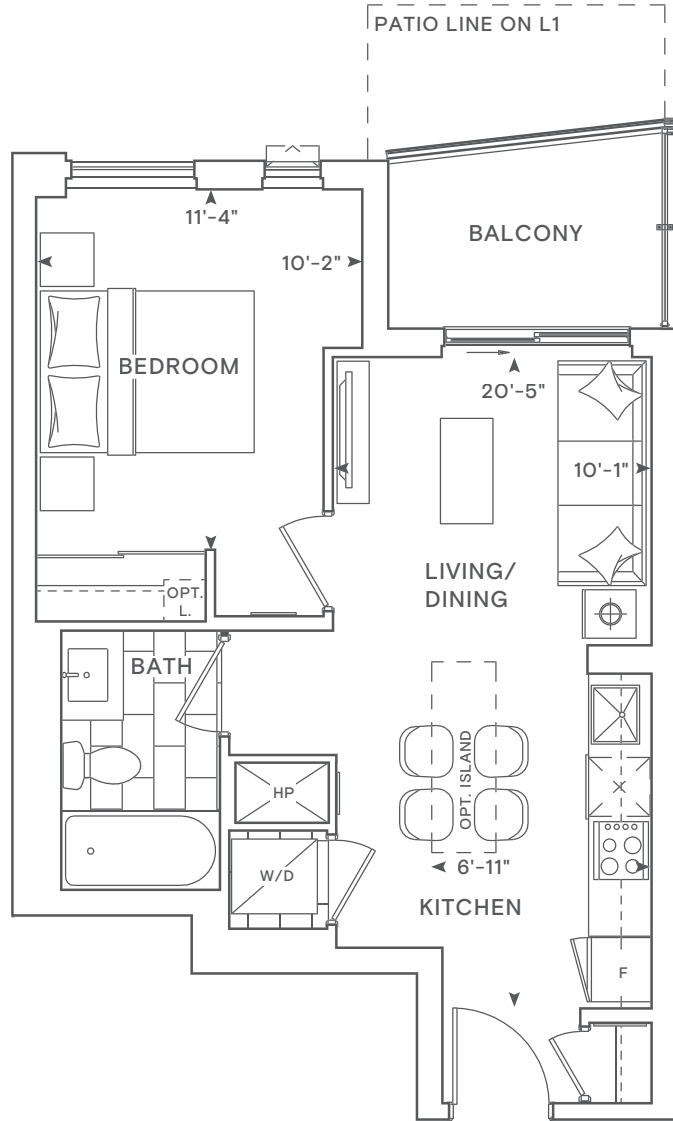 PATIO LINE ON L1
11'-4"
BALCONY
10'-2"
BEDROOM
20'-5"
10'-1"
LIVING/
DINING
OPT.
L.
BATH
OPT. ISLAND
HP
6'-11"
W/D
KITCHEN
F